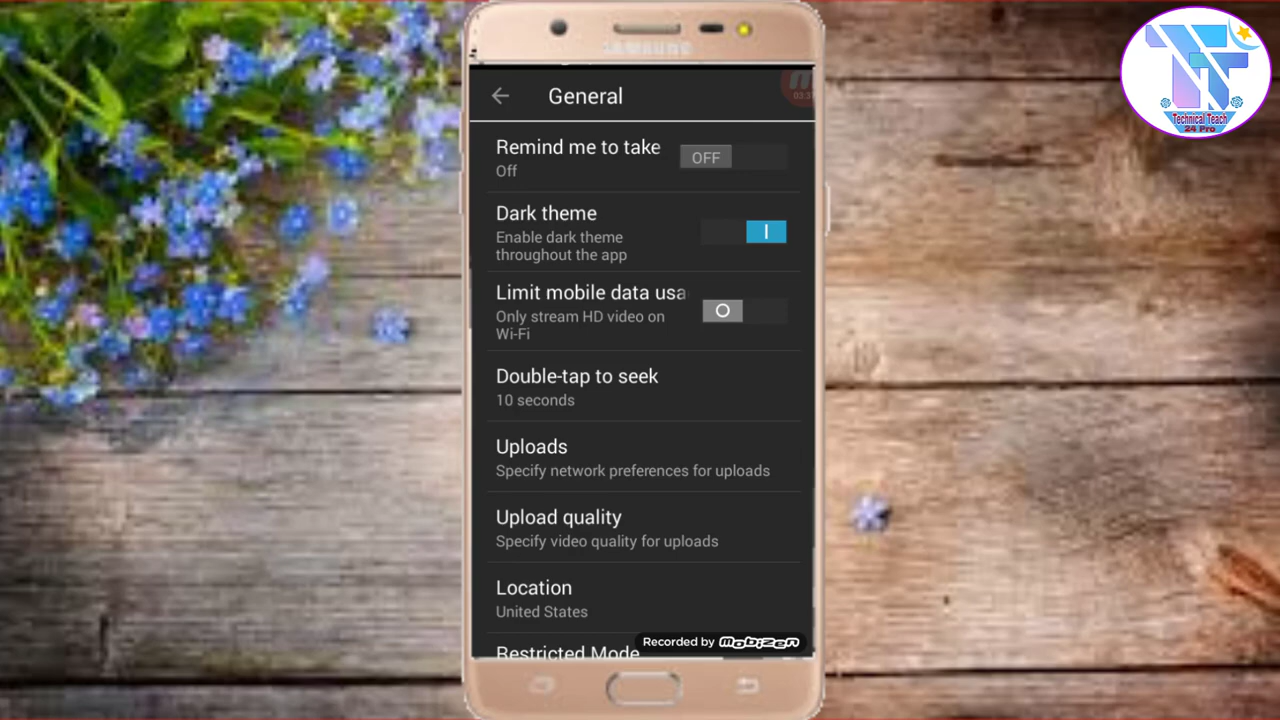 SAMSUNG
General
03:37
Remind me to take
OFF
Off
Dark theme
Enable dark theme
throughout the app
Limit mobile data usa
Only stream HD video on
Wi-Fi
Double-tap to seek
10 seconds
Uploads
Specify network preferences for uploads
Upload quality
Specify video quality for uploads
Location
United States
Restricted Mode
Recorded by mobizen
Technical Teach
24 Pro